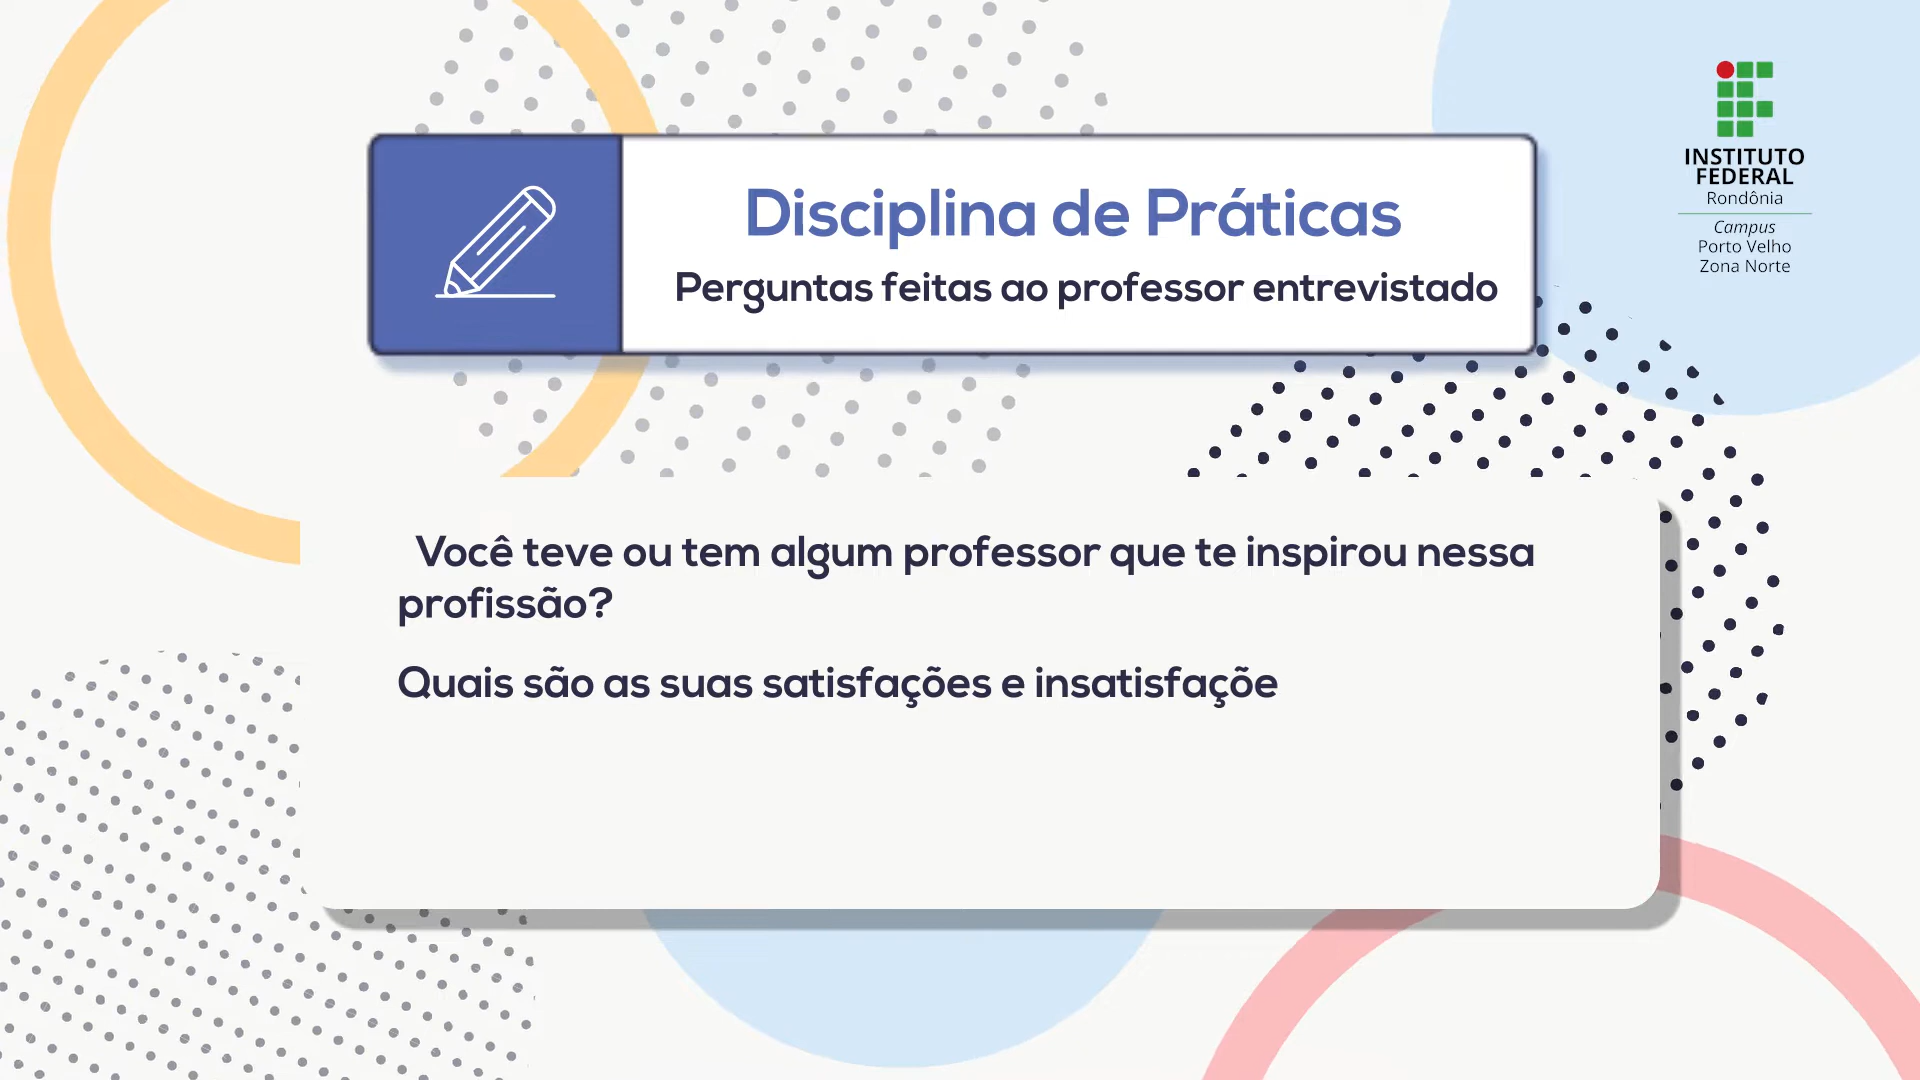 INSTITUTO
FEDERAL
Rondônia
Campus
Porto Velho
Zona Norte
Disciplina de Práticas
Perguntas feitas ao professor entrevistado
Você teve ou tem algum professor que te inspirou nessa
profissão?
Quais são as suas satisfações e insatisfaçõe